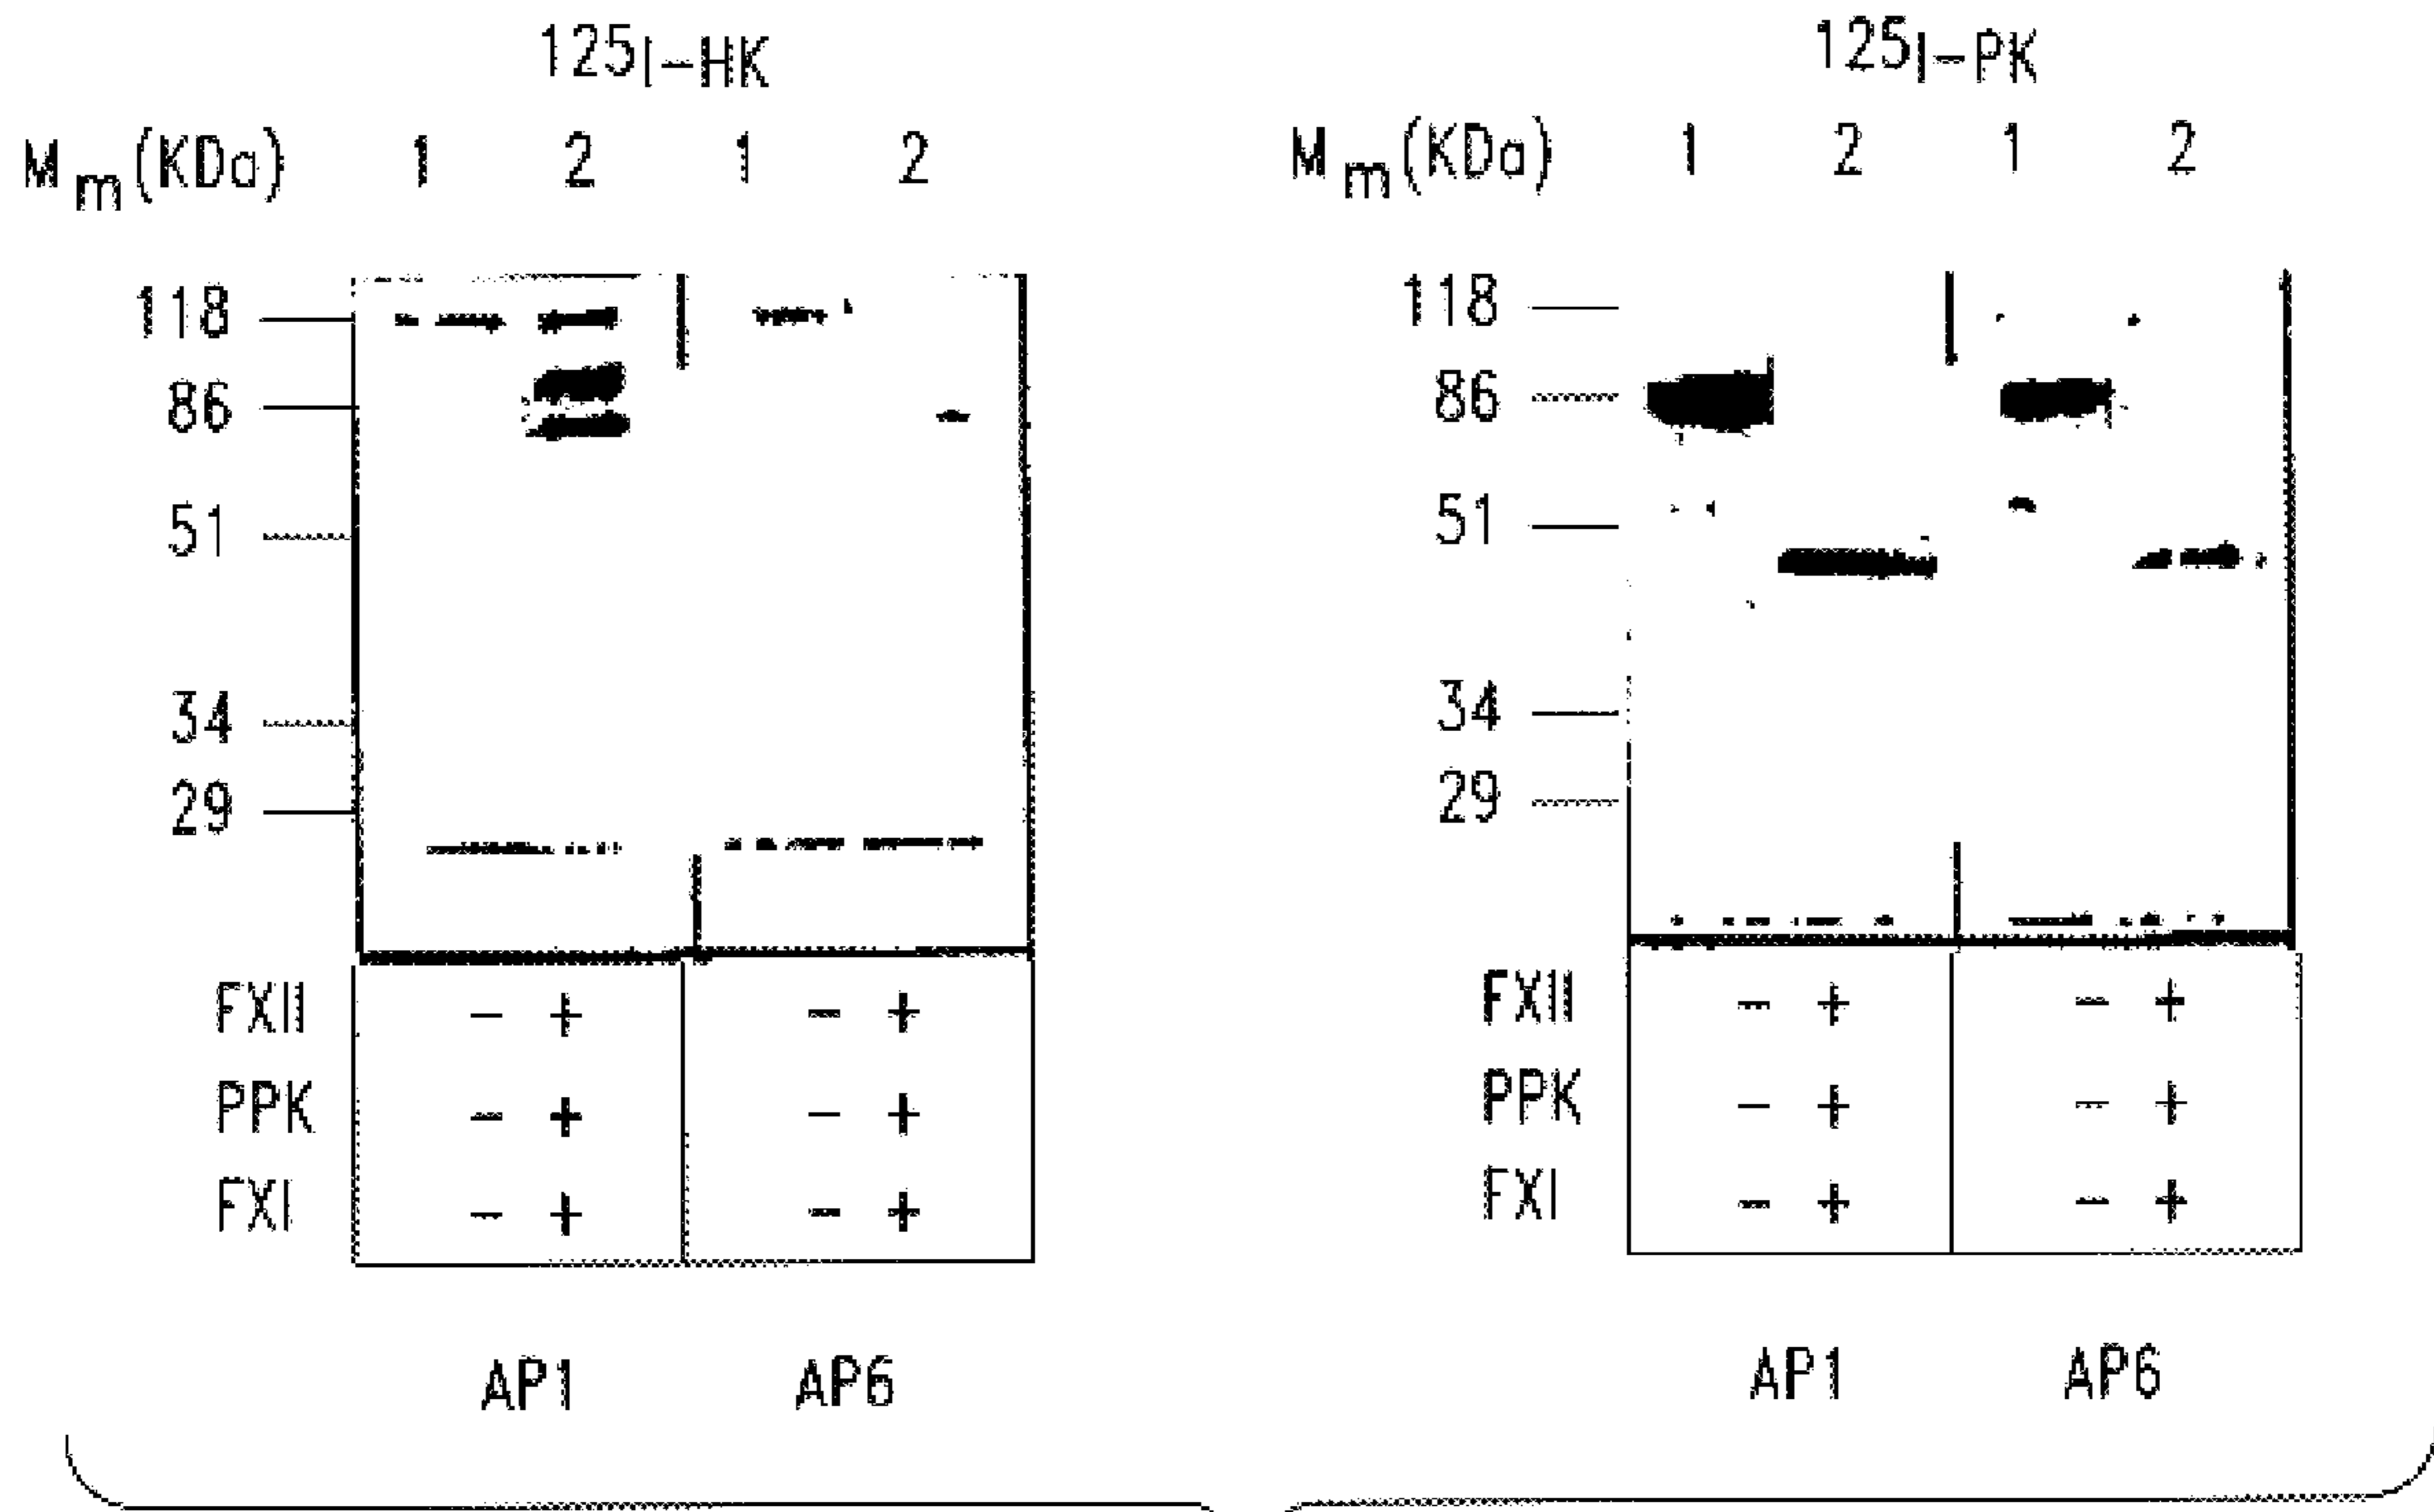 125I-HK
Mm(KDa) 1 2 1 2
118
86
51
34
29
FXII - + - +
PPK - + - +
FXI - + - +
AP1 AP6
125I-PK
Mm(KDa) 1 2 1 2
118
86
51
34
29
FXII - + - +
PPK - + - +
FXI - + - +
AP1 AP6